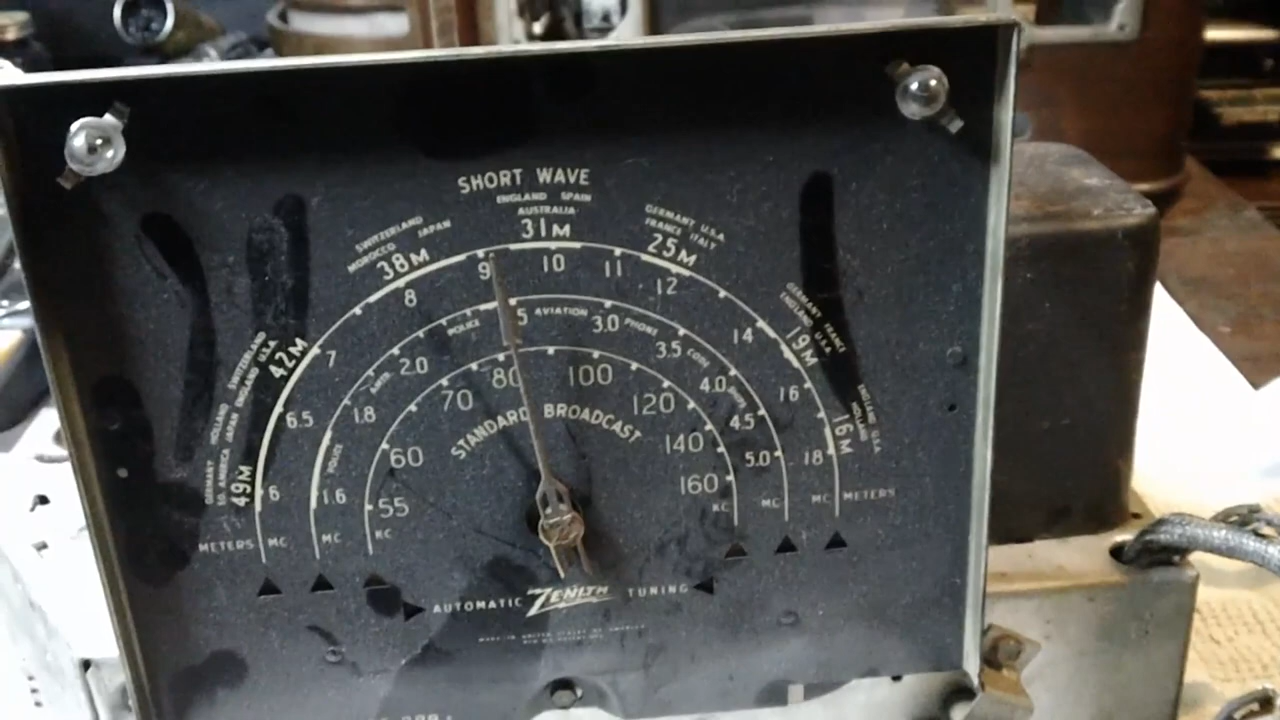 SHORT WAVE
ENGLAND SPAIN
AUSTRALIA
31M
SWITZERLAND
MOROCCO JAPAN
38M
GERMANY U.S.A
FRANCE ITALY
25M
SWITZERLAND
ENGLAND U.S.A
42M
GERMANY FRANCE
ENGLAND U.S.A
19M
GERMANY HOLLAND
SO. AMERICA JAPAN
49M
ENGLAND U.S.A
HOLLAND
16M
6 6.5 7 8 9 10 11 12 14 16 18
METERS MC
MC METERS
1.6 POLICE 1.8 2.0 POLICE 5 AVIATION 3.0 PHONE 3.5 CODE 4.0 4.5 5.0
MC
MC
55 60 70 80 100 120 140 160
KC
KC
STANDARD BROADCAST
AUTOMATIC ZENITH TUNING